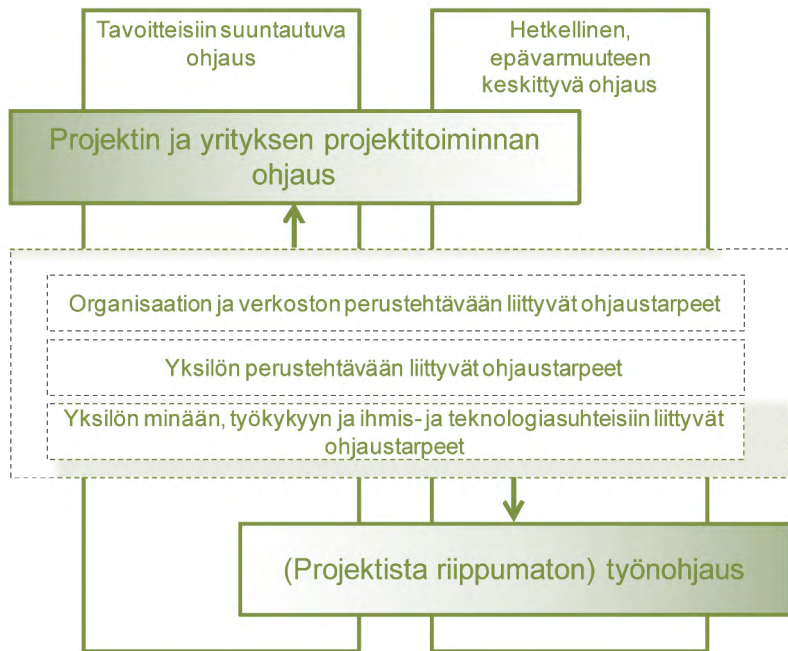 Tavoitteisiin suuntautuva
ohjaus
Hetkellinen,
epävarmuuteen
keskittyvä ohjaus
Projektin ja yrityksen projektitoiminnan
ohjaus
Organisaation ja verkoston perustehtävään liittyvät ohjaustarpeet
Yksilön perustehtävään liittyvät ohjaustarpeet
Yksilön minään, työkykyyn ja ihmis- ja teknologiasuhteisiin liittyvät
ohjaustarpeet
(Projektista riippumaton) työnohjaus